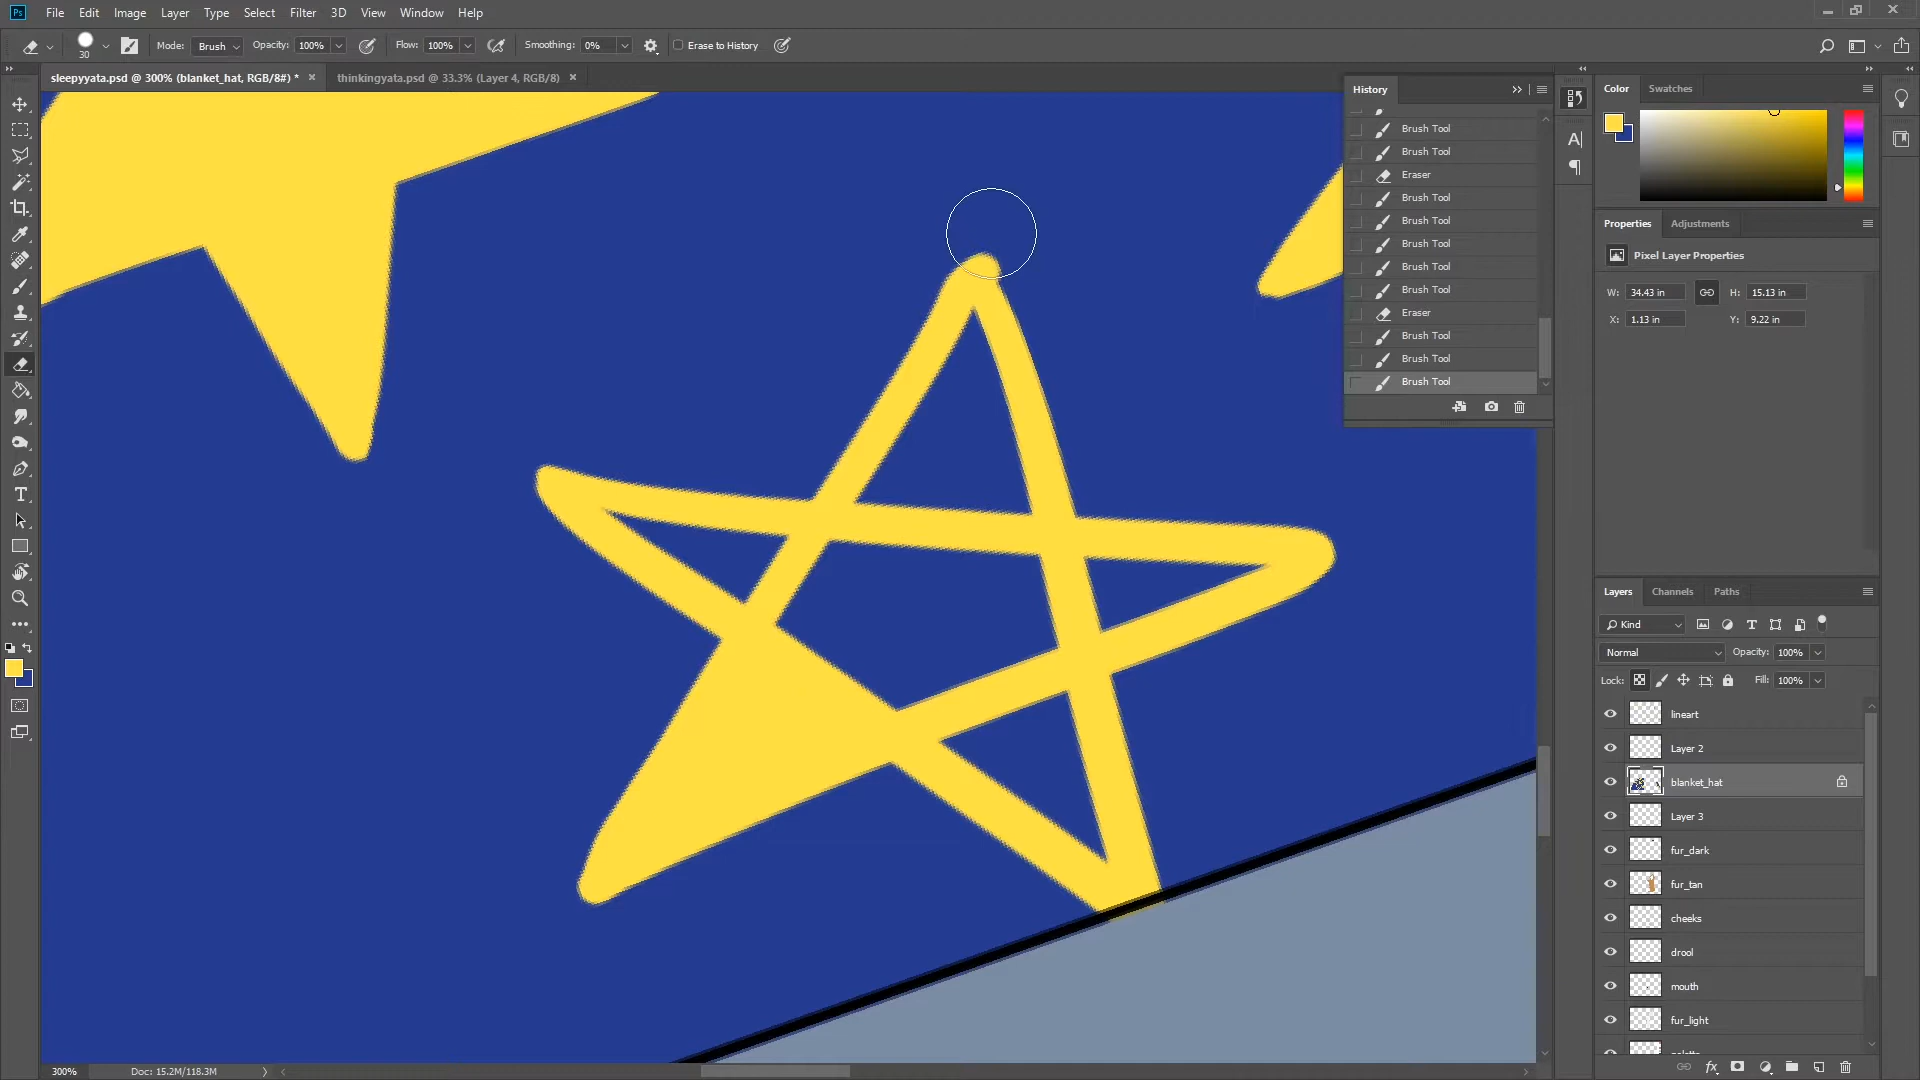 Ps File Edit Image Layer Type Select Filter 3D View Window Help
30 Mode: Brush Opacity: 100% Flow: 100% Smoothing: 0% Erase to History
sleepyyata.psd @ 300% (blanket_hat, RGB/8#) * × thinkingyata.psd @ 33.3% (Layer 4, RGB/8) ×
History
Brush Tool
Brush Tool
Eraser
Brush Tool
Brush Tool
Brush Tool
Brush Tool
Brush Tool
Eraser
Brush Tool
Brush Tool
Brush Tool
Color Swatches
Properties Adjustments
Pixel Layer Properties
W: 34.43 in H: 15.13 in
X: 1.13 in Y: 9.22 in
Layers Channels Paths
Kind
Normal Opacity: 100%
Lock: Fill: 100%
lineart
Layer 2
blanket_hat
Layer 3
fur_dark
fur_tan
cheeks
drool
mouth
fur_light
300% Doc: 15.2M/118.3M